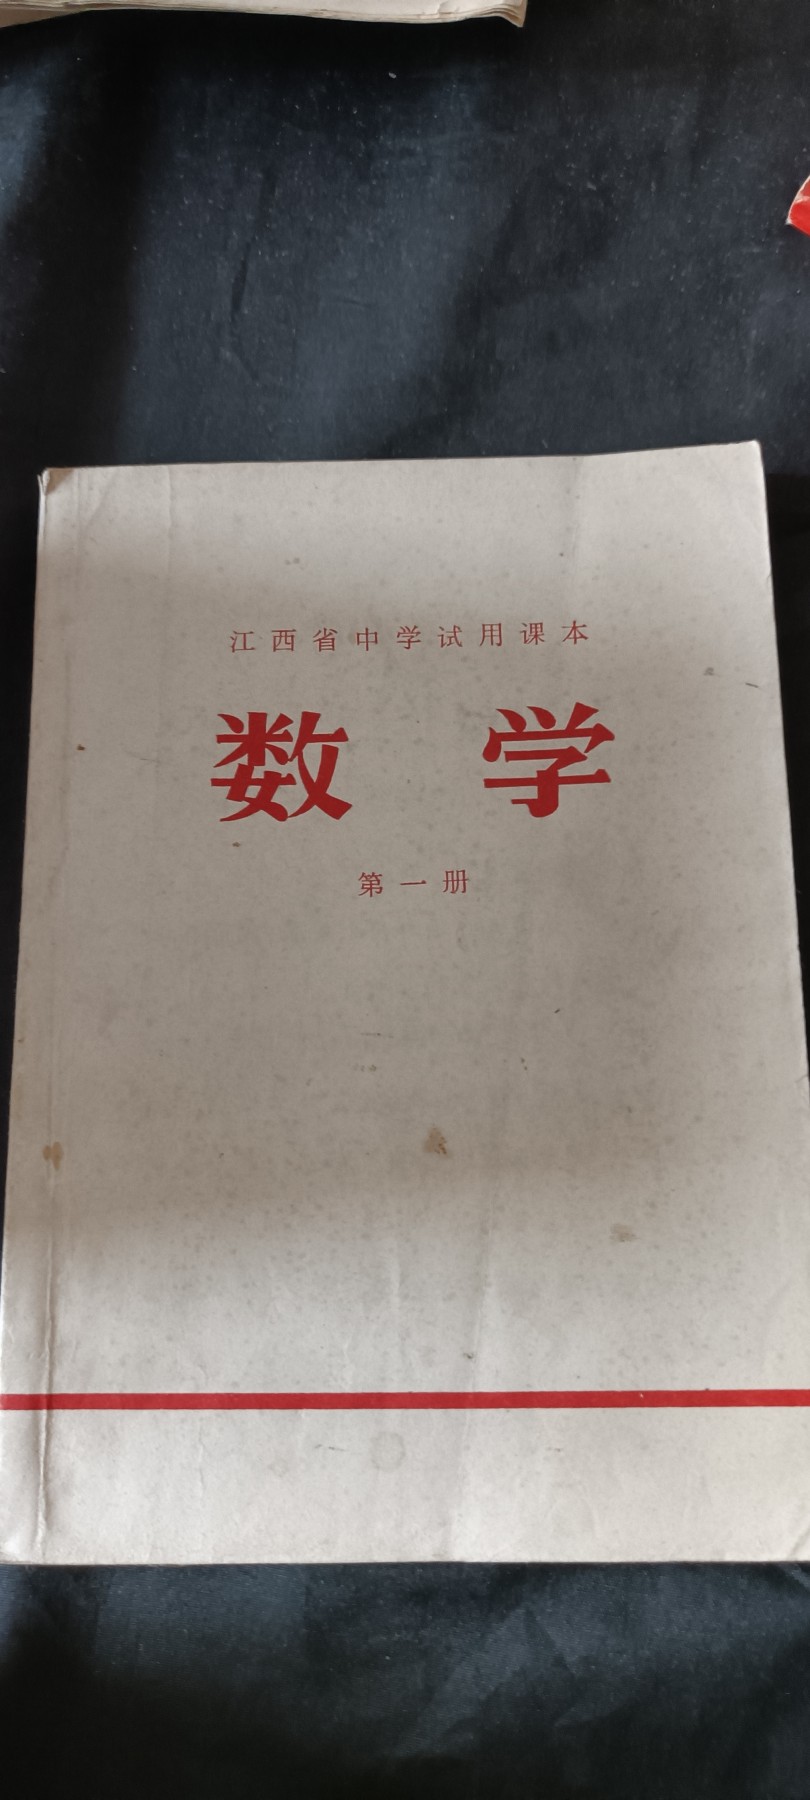 江西省中学试用课本
数学
第一册